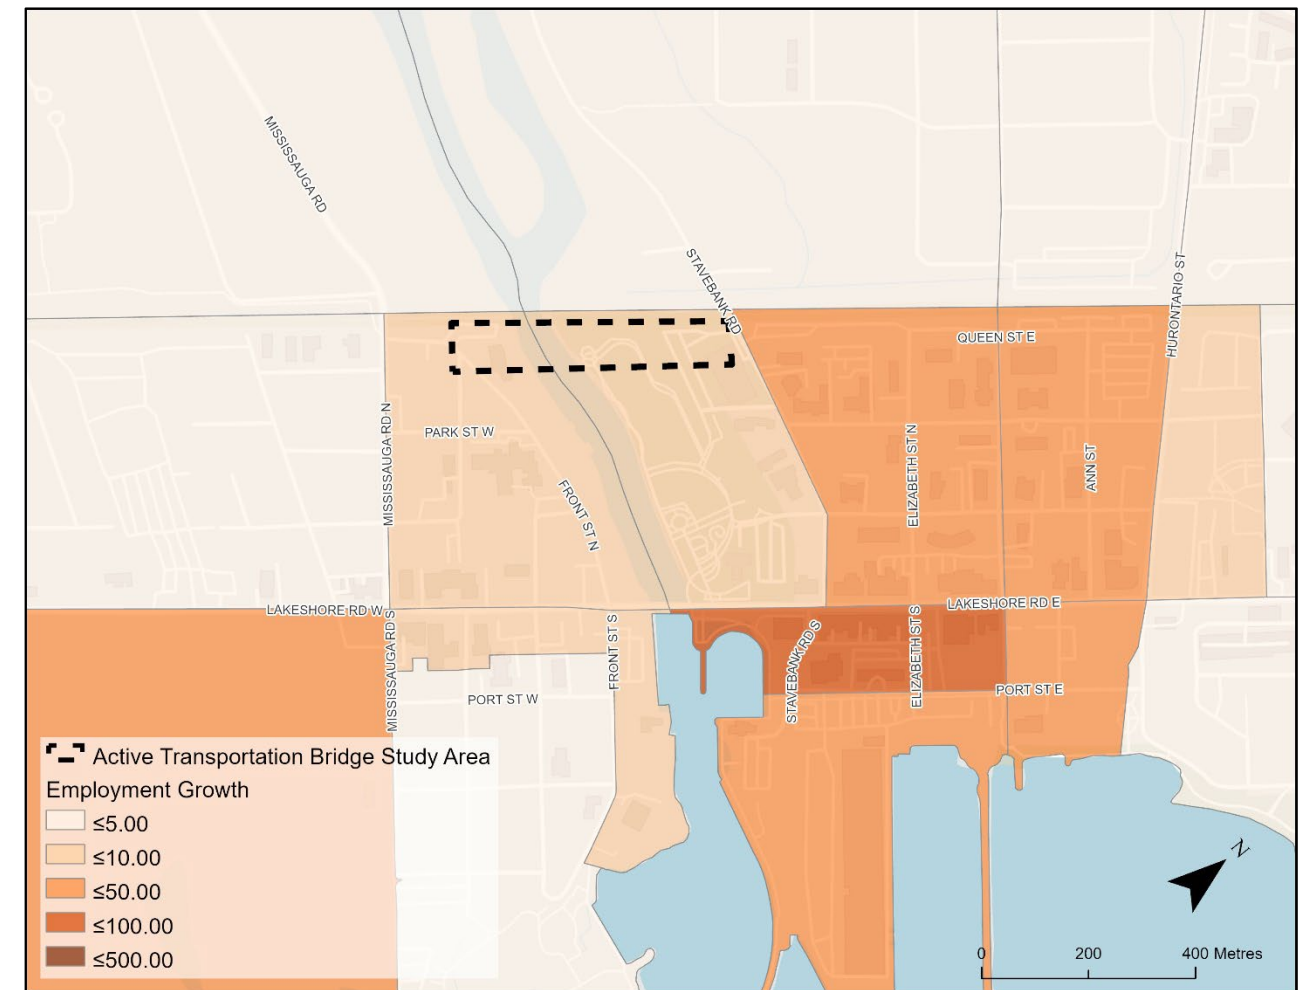 MISSISSAUGA RD
STAVEBANK RD
HURONTARIO ST
QUEEN ST E
MISSISSAUGA RD N
PARK ST W
FRONT ST N
ELIZABETH ST N
ANN ST
LAKESHORE RD W
LAKESHORE RD E
MISSISSAUGA RD S
FRONT ST S
STAVEBANK RD S
ELIZABETH ST S
PORT ST W
PORT ST E
Active Transportation Bridge Study Area
Employment Growth
≤5.00
≤10.00
≤50.00
≤100.00
≤500.00
N
0 200 400 Metres